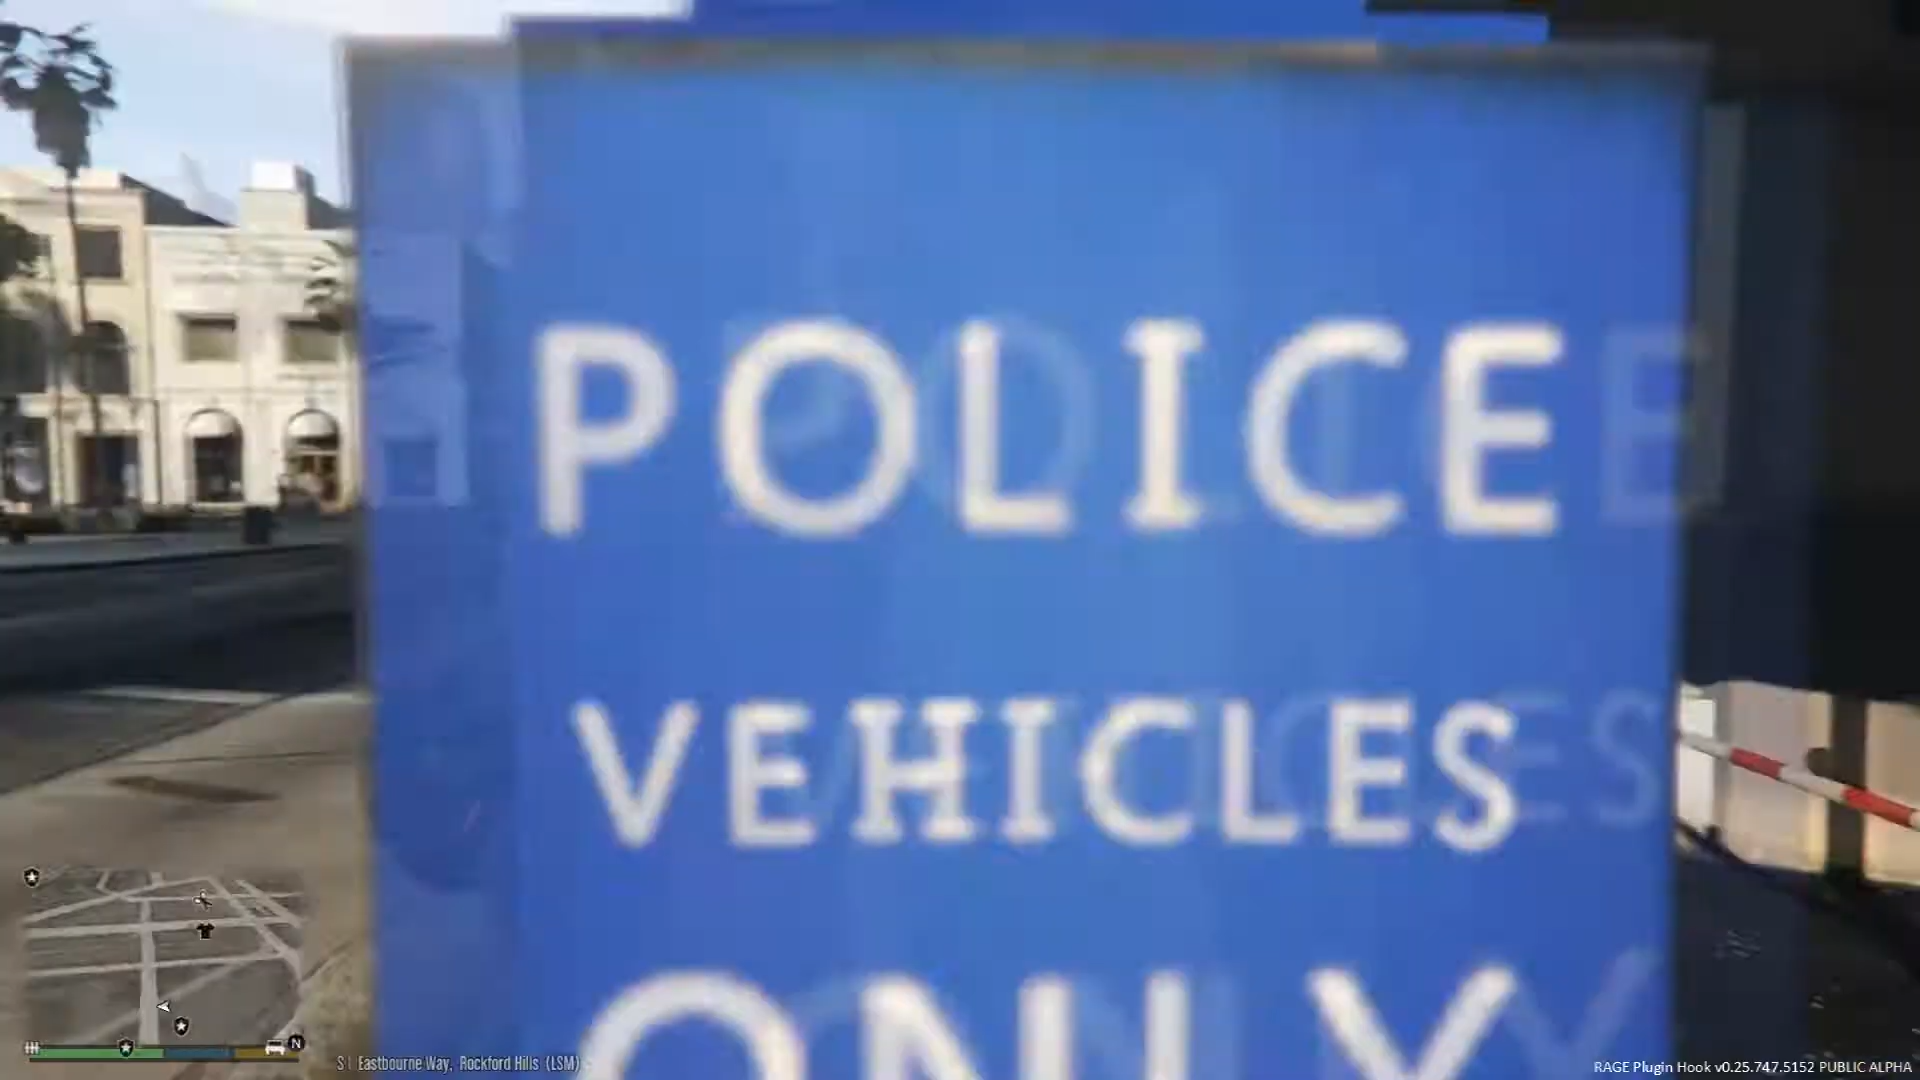 POLICE
VEHICLES
ONLY
N
S | Eastbourne Way, Rockford Hills (LSM)
RAGE Plugin Hook v0.25.747.5152 PUBLIC ALPHA